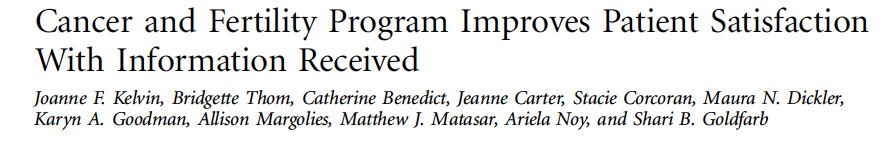 Cancer and Fertility Program Improves Patient Satisfaction
With Information Received
Joanne F. Kelvin, Bridgette Thom, Catherine Benedict, Jeanne Carter, Stacie Corcoran, Maura N. Dickler,
Karyn A. Goodman, Allison Margolies, Matthew J. Matasar, Ariela Noy, and Shari B. Goldfarb